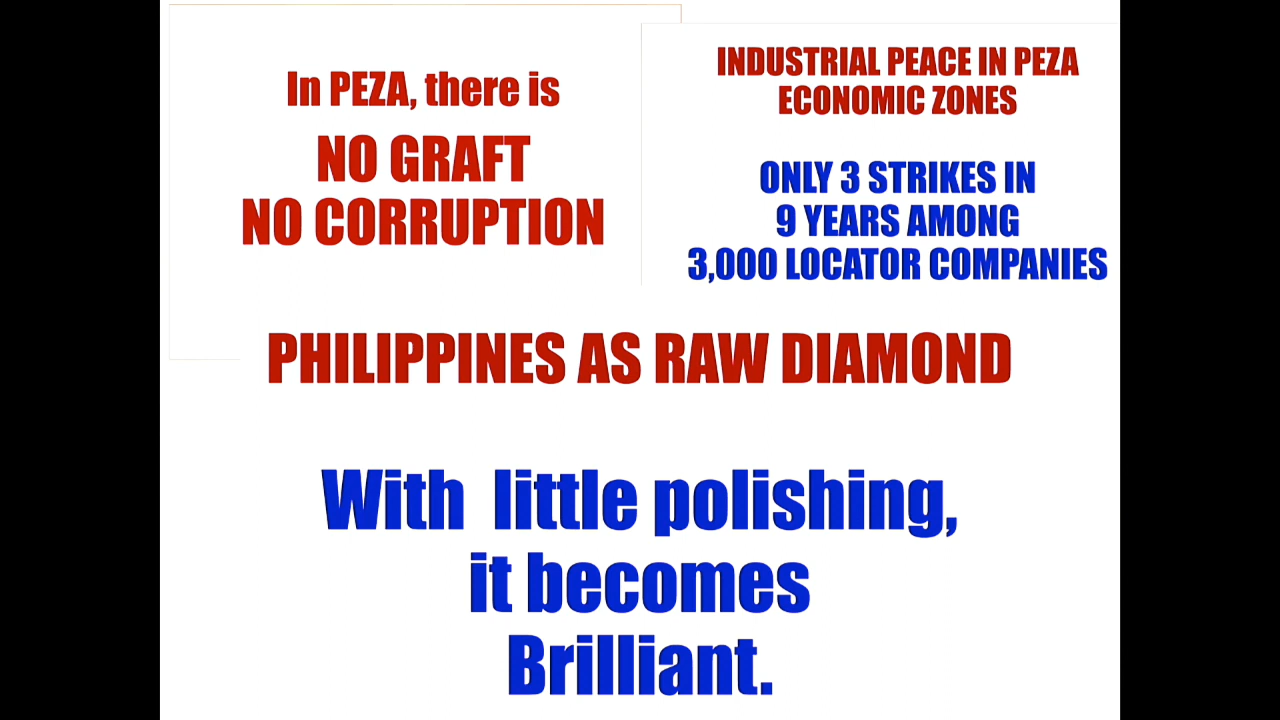 In PEZA, there is
NO GRAFT
NO CORRUPTION
INDUSTRIAL PEACE IN PEZA
ECONOMIC ZONES
ONLY 3 STRIKES IN
9 YEARS AMONG
3,000 LOCATOR COMPANIES
PHILIPPINES AS RAW DIAMOND
With little polishing,
it becomes
Brilliant.